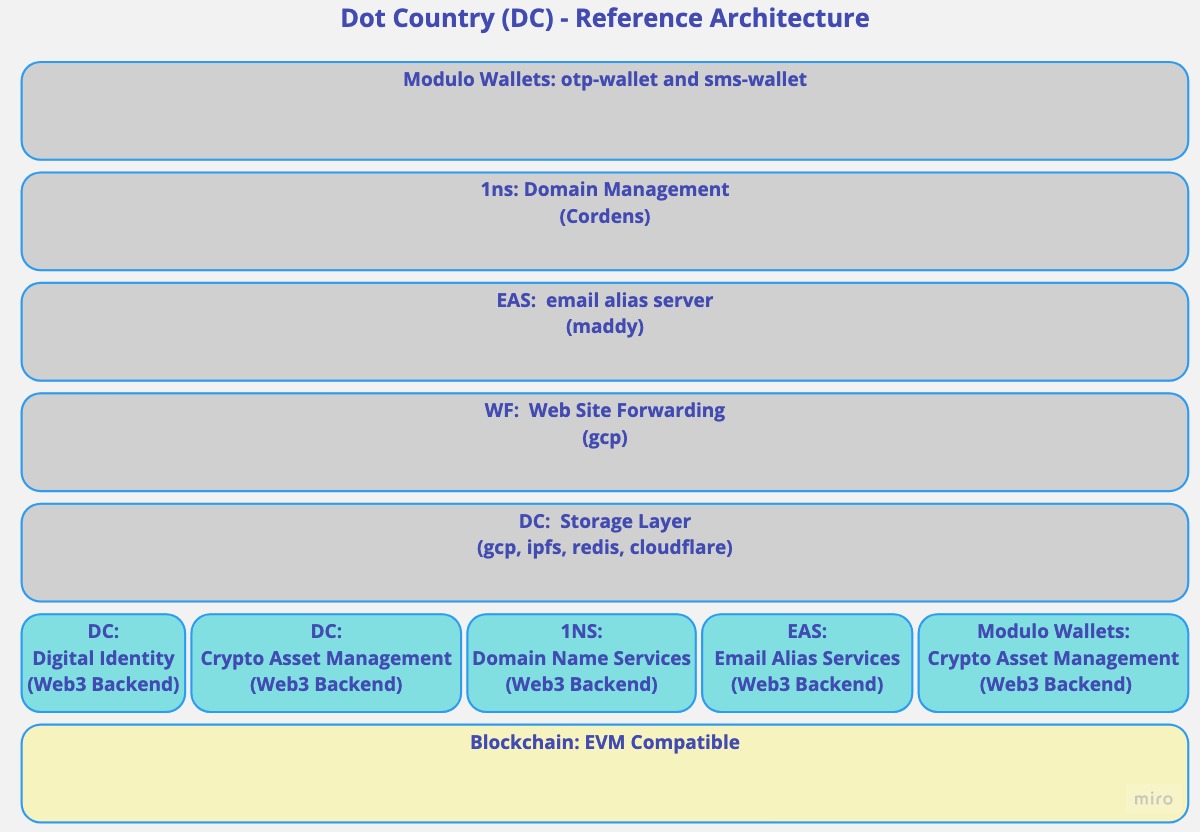 Dot Country (DC) - Reference Architecture
Modulo Wallets: otp-wallet and sms-wallet
1ns: Domain Management
(Cordens)
EAS:  email alias server
(maddy)
WF:  Web Site Forwarding
(gcp)
DC:  Storage Layer
(gcp, ipfs, redis, cloudflare)
DC:
Digital Identity
(Web3 Backend)
DC:
Crypto Asset Management
(Web3 Backend)
1NS:
Domain Name Services
(Web3 Backend)
EAS:
Email Alias Services
(Web3 Backend)
Modulo Wallets:
Crypto Asset Management
(Web3 Backend)
Blockchain: EVM Compatible
miro